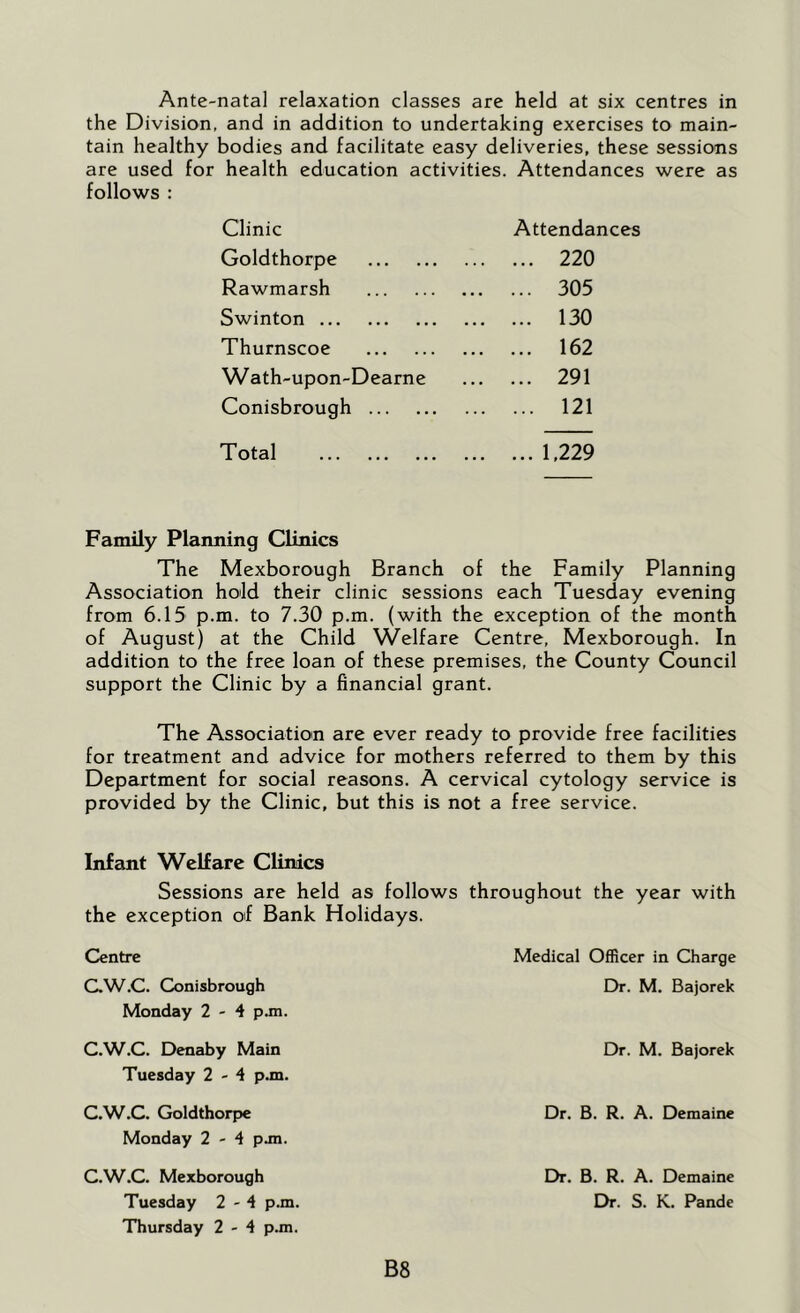 Ante-natal relaxation classes are held at six centres in
the Division, and in addition to undertaking exercises to main-
tain healthy bodies and facilitate easy deliveries, these sessions
are used for health education activities. Attendances were as
follows :
Clinic Attendances
Goldthorpe ... ... ... ... 220
Rawmarsh ... ... ... ... 305
Swinton ... ... ... ... ... 130
Thurnscoe ... ... ... ... 162
Wath-upon-Dearne ... ... 291
Conisbrough ... ... ... ... 121
Total ... ... ... ... ... 1,229
Family Planning Clinics
The Mexborough Branch of the Family Planning
Association hold their clinic sessions each Tuesday evening
from 6.15 p.m. to 7.30 p.m. (with the exception of the month
of August) at the Child Welfare Centre, Mexborough. In
addition to the free loan of these premises, the County Council
support the Clinic by a financial grant.
The Association are ever ready to provide free facilities
for treatment and advice for mothers referred to them by this
Department for social reasons. A cervical cytology service is
provided by the Clinic, but this is not a free service.
Infant Welfare Clinics
Sessions are held as follows throughout the year with
the exception of Bank Holidays.
Centre Medical Officer in Charge
C.W.C. Conisbrough Dr. M. Bajorek
Monday 2 - 4 p.m.
C.W.C. Denaby Main Dr. M. Bajorek
Tuesday 2 - 4 p.m.
C.W.C. Goldthorpe Dr. B. R. A. Demaine
Monday 2 - 4 p.m.
C.W.C. Mexborough Dr. B. R. A. Demaine
Tuesday 2 - 4 p.m. Dr. S. K. Pande
Thursday 2 - 4 p.m.
B8